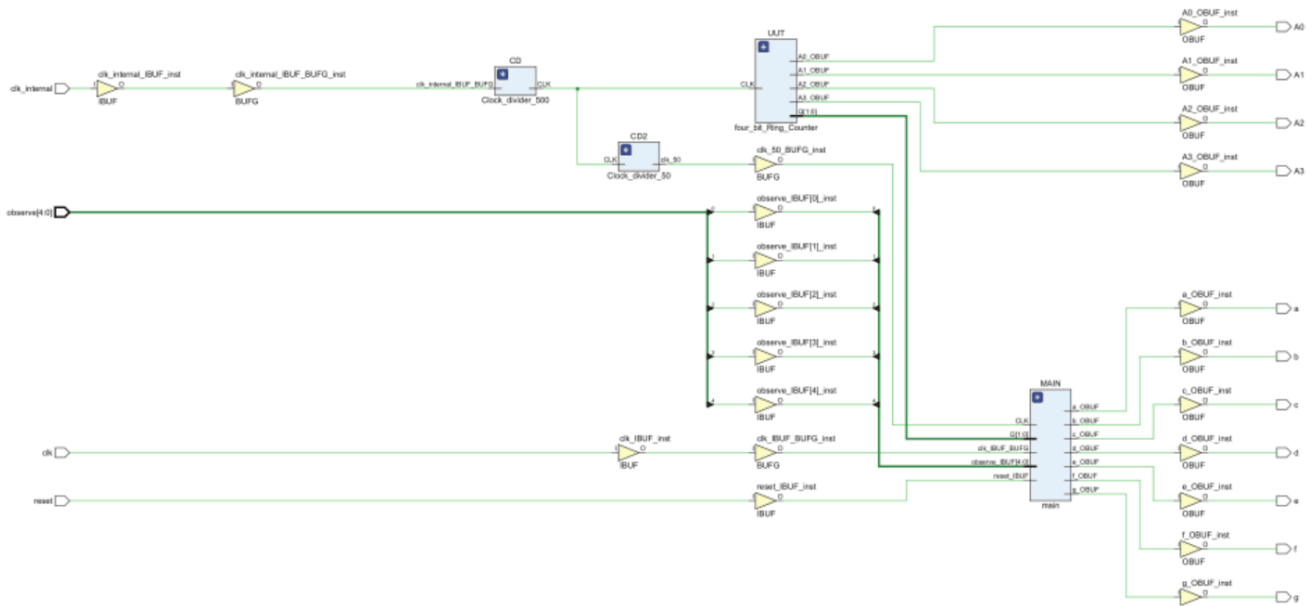 A0_OBUF_inst
O
A0
OBUF
UUT
A0_OBUF
CD
clk_internal_IBUF_inst
clk_internal_IBUF_BUFG_inst
A1_OBUF_inst
A1_OBUF
clk_internal
I O
O
clk_internal_IBUF_BUFG
CLK
CLK
A2_OBUF
O
A1
IBUF
BUFG
Clock_divider_500
A3_OBUF
OBUF
G[1:0]
A2_OBUF_inst
four_bit_Ring_Counter
O
A2
CD2
OBUF
clk_50_BUFG_inst
A3_OBUF_inst
CLK
clk_50
O
O
A3
Clock_divider_50
BUFG
OBUF
observe_IBUF[0]_inst
observe[4:0]
O
IBUF
observe_IBUF[1]_inst
O
IBUF
observe_IBUF[2]_inst
a_OBUF_inst
O
O
a
IBUF
OBUF
observe_IBUF[3]_inst
b_OBUF_inst
O
O
b
IBUF
OBUF
MAIN
observe_IBUF[4]_inst
c_OBUF_inst
O
a_OBUF
O
c
IBUF
CLK
b_OBUF
OBUF
G[1:0]
c_OBUF
clk_IBUF_inst
clk_IBUF_BUFG_inst
d_OBUF_inst
clk
O
O
clk_IBUF_BUFG
d_OBUF
O
d
IBUF
BUFG
observe_IBUF[4:0]
e_OBUF
OBUF
reset_IBUF
f_OBUF
reset_IBUF_inst
g_OBUF
e_OBUF_inst
reset
O
O
e
IBUF
main
OBUF
f_OBUF_inst
O
f
OBUF
g_OBUF_inst
O
g
OBUF